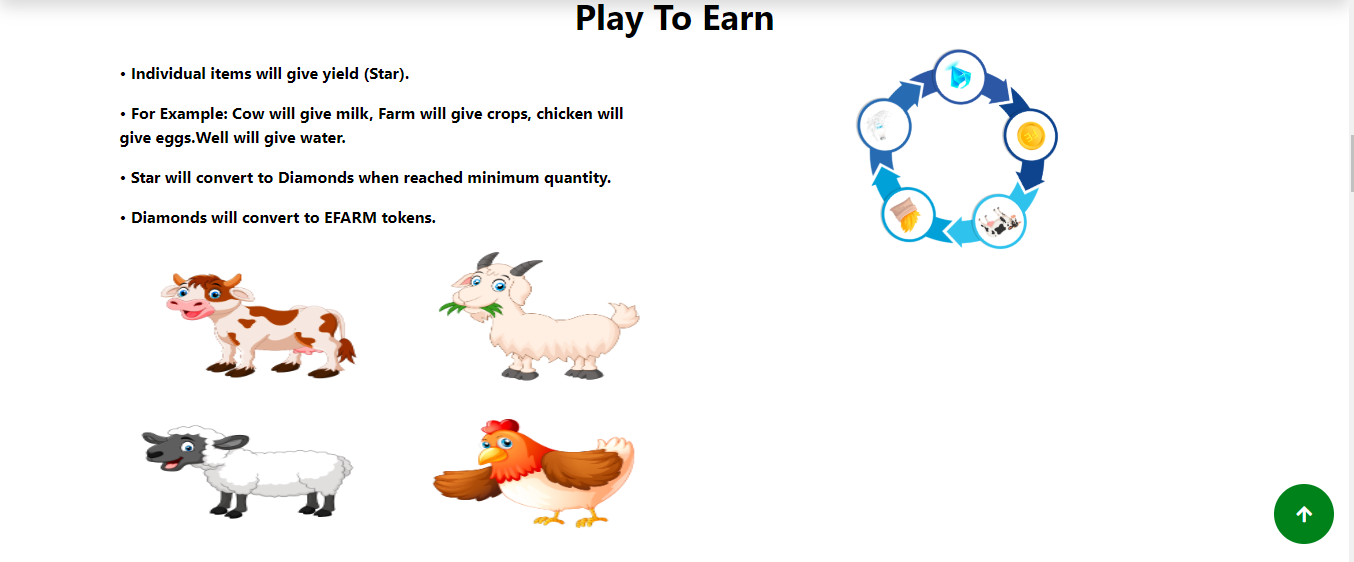 Play To Earn
• Individual items will give yield (Star).
• For Example: Cow will give milk, Farm will give crops, chicken will
give eggs.Well will give water.
• Star will convert to Diamonds when reached minimum quantity.
• Diamonds will convert to EFARM tokens.